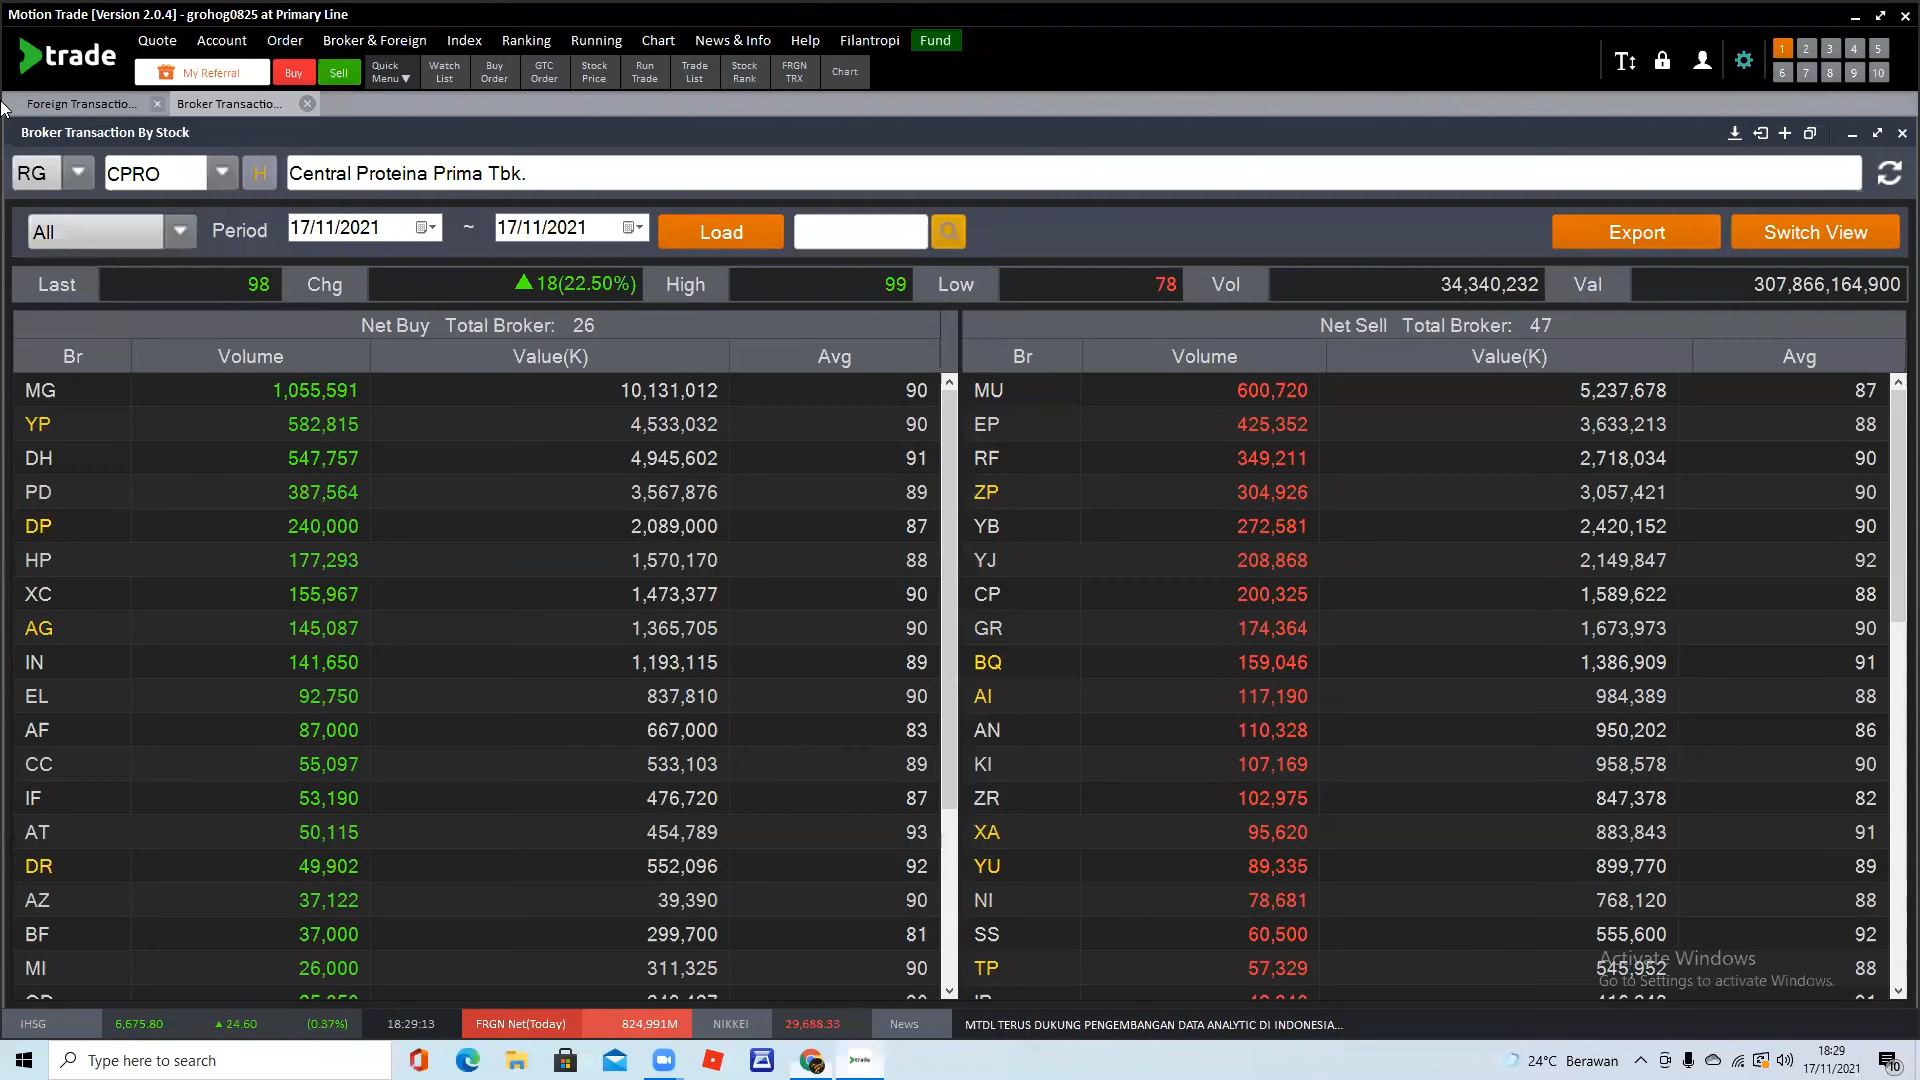 Motion Trade [Version 2.0.4] - grohog0825 at Primary Line
trade
Quote Account Order Broker & Foreign Index Ranking Running Chart News & Info Help Filantropi Fund
My Referral Buy Sell Quick Menu▼ Watch List Buy Order GTC Order Stock Price Run Trade Trade List Stock Rank FRGN TRX Chart
1 2 3 4 5
6 7 8 9 10
Foreign Transactio... Broker Transactio...
Broker Transaction By Stock
RG CPRO H Central Proteina Prima Tbk.
All Period 17/11/2021 ~ 17/11/2021 Load Export Switch View
Last 98 Chg ▲18(22.50%) High 99 Low 78 Vol 34,340,232 Val 307,866,164,900
Net Buy Total Broker: 26 Net Sell Total Broker: 47
Br Volume Value(K) Avg Br Volume Value(K) Avg
MG 1,055,591 10,131,012 90 MU 600,720 5,237,678 87
YP 582,815 4,533,032 90 EP 425,352 3,633,213 88
DH 547,757 4,945,602 91 RF 349,211 2,718,034 90
PD 387,564 3,567,876 89 ZP 304,926 3,057,421 90
DP 240,000 2,089,000 87 YB 272,581 2,420,152 90
HP 177,293 1,570,170 88 YJ 208,868 2,149,847 92
XC 155,967 1,473,377 90 CP 200,325 1,589,622 88
AG 145,087 1,365,705 90 GR 174,364 1,673,973 90
IN 141,650 1,193,115 89 BQ 159,046 1,386,909 91
EL 92,750 837,810 90 AI 117,190 984,389 88
AF 87,000 667,000 83 AN 110,328 950,202 86
CC 55,097 533,103 89 KI 107,169 958,578 90
IF 53,190 476,720 87 ZR 102,975 847,378 82
AT 50,115 454,789 93 XA 95,620 883,843 91
DR 49,902 552,096 92 YU 89,335 899,770 89
AZ 37,122 39,390 90 NI 78,681 768,120 88
BF 37,000 299,700 81 SS 60,500 555,600 92
MI 26,000 311,325 90 TP 57,329 545,952 88
Activate Windows
Go to Settings to activate Windows.
IHSG 6,675.80 ▲ 24.60 (0.37%) 18:29:13 FRGN Net(Today) 824,991M NIKKEI 29,688.33 News MTDL TERUS DUKUNG PENGEMBANGAN DATA ANALYTIC DI INDONESIA...
Type here to search trade 24°C Berawan 18:29
17/11/2021 10